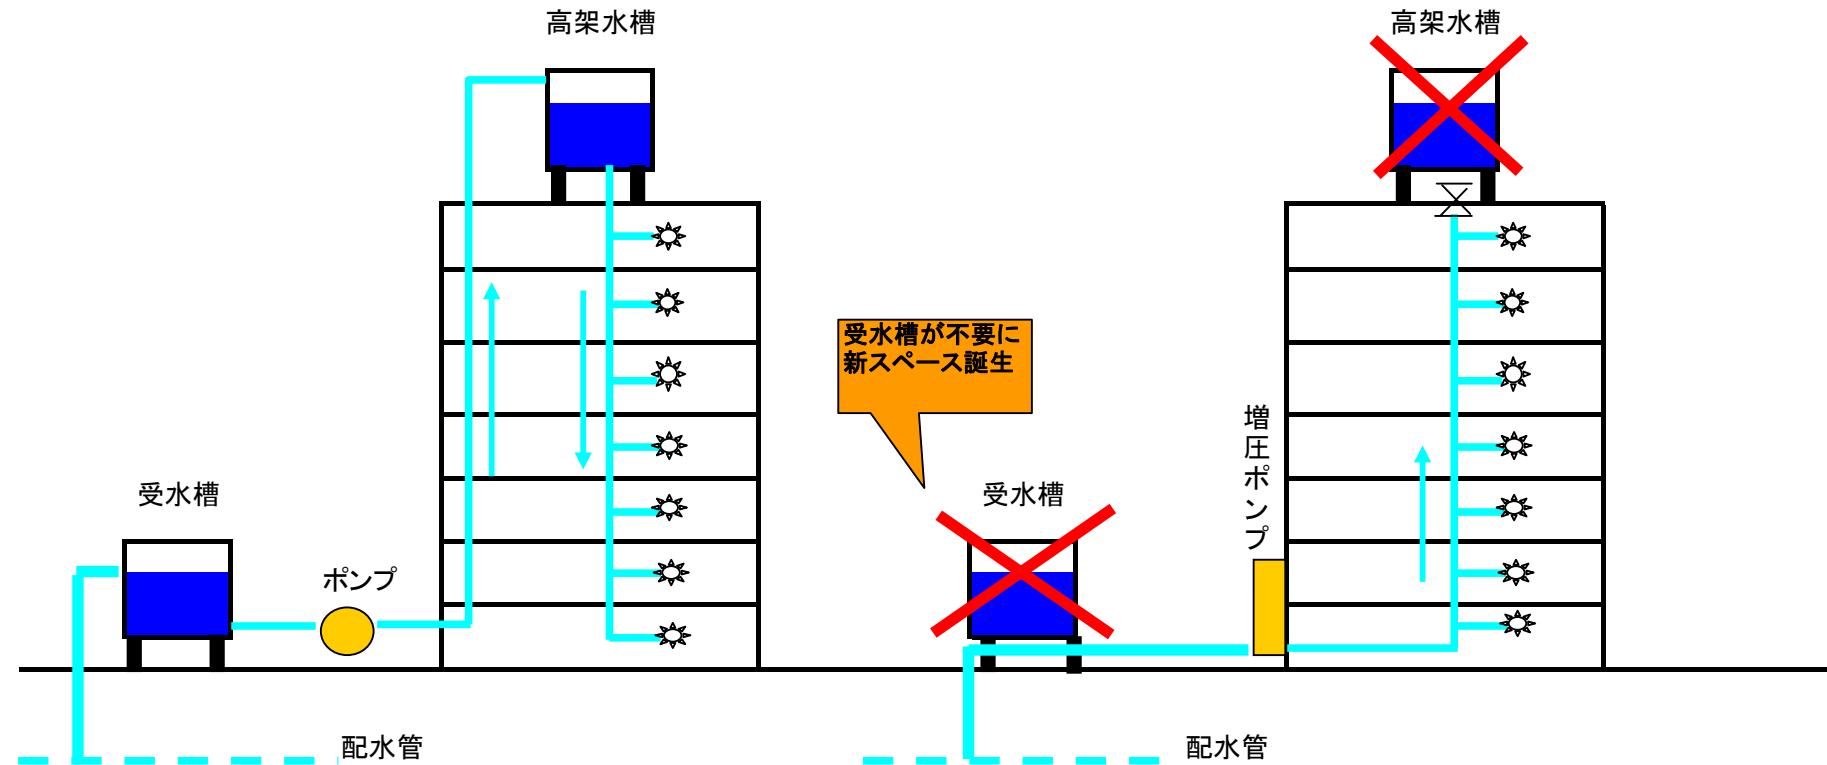 高架水槽
高架水槽
受水槽が不要に
新スペース誕生
増圧ポンプ
受水槽
受水槽
ポンプ
配水管
配水管